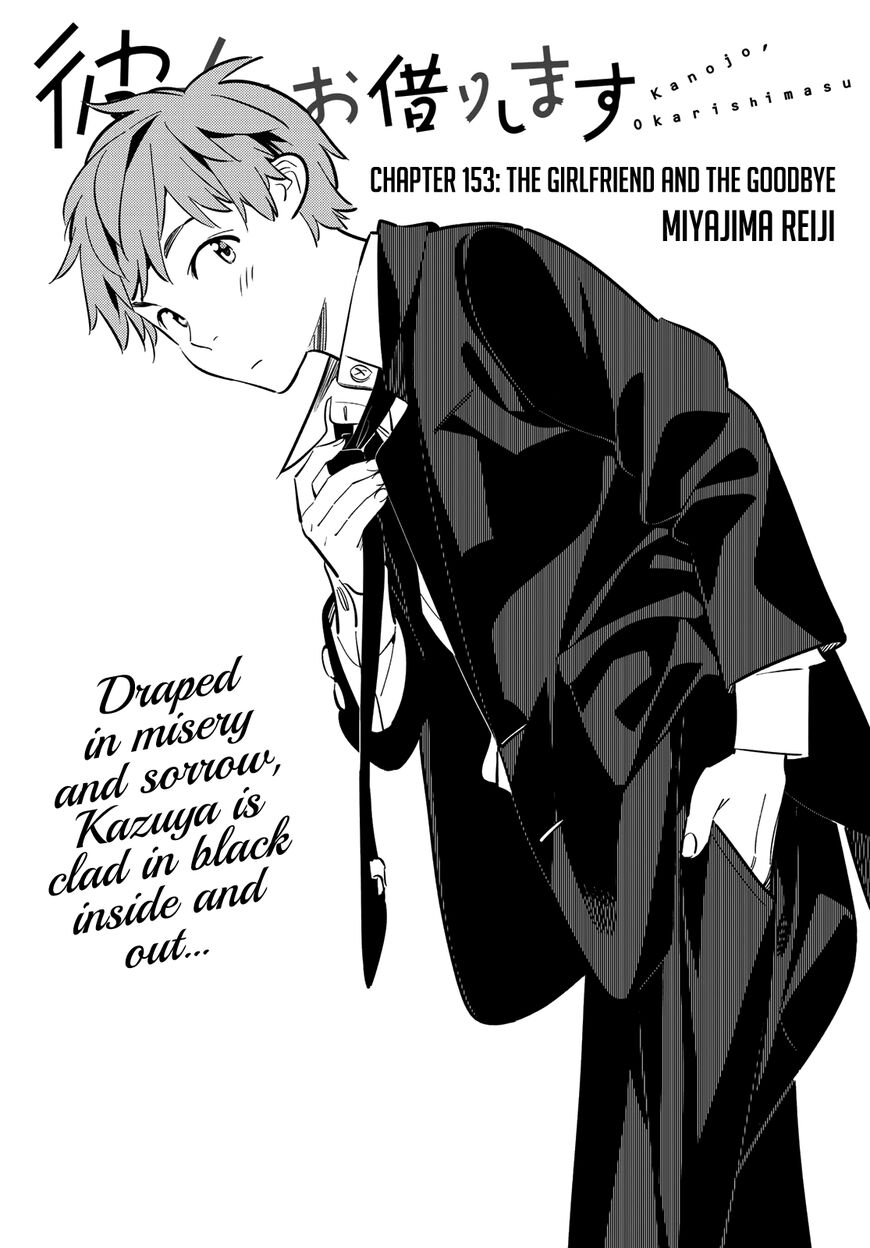 彼女お借りします
Kanojo,
Okarishimasu
CHAPTER 153: THE GIRLFRIEND AND THE GOODBYE
MIYAJIMA REIJI
Draped
in misery
and sorrow,
Kazuya is
clad in black
inside and
out...